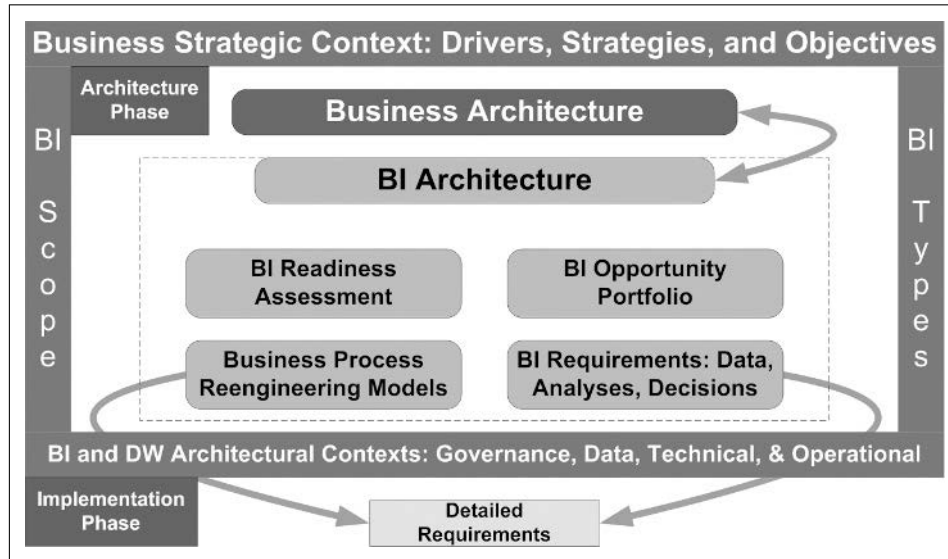 Business Strategic Context: Drivers, Strategies, and Objectives
Architecture
Phase
BI Scope
BI Types
Business Architecture
BI Architecture
BI Readiness
Assessment
BI Opportunity
Portfolio
Business Process
Reengineering Models
BI Requirements: Data,
Analyses, Decisions
BI and DW Architectural Contexts: Governance, Data, Technical, & Operational
Implementation
Phase
Detailed
Requirements